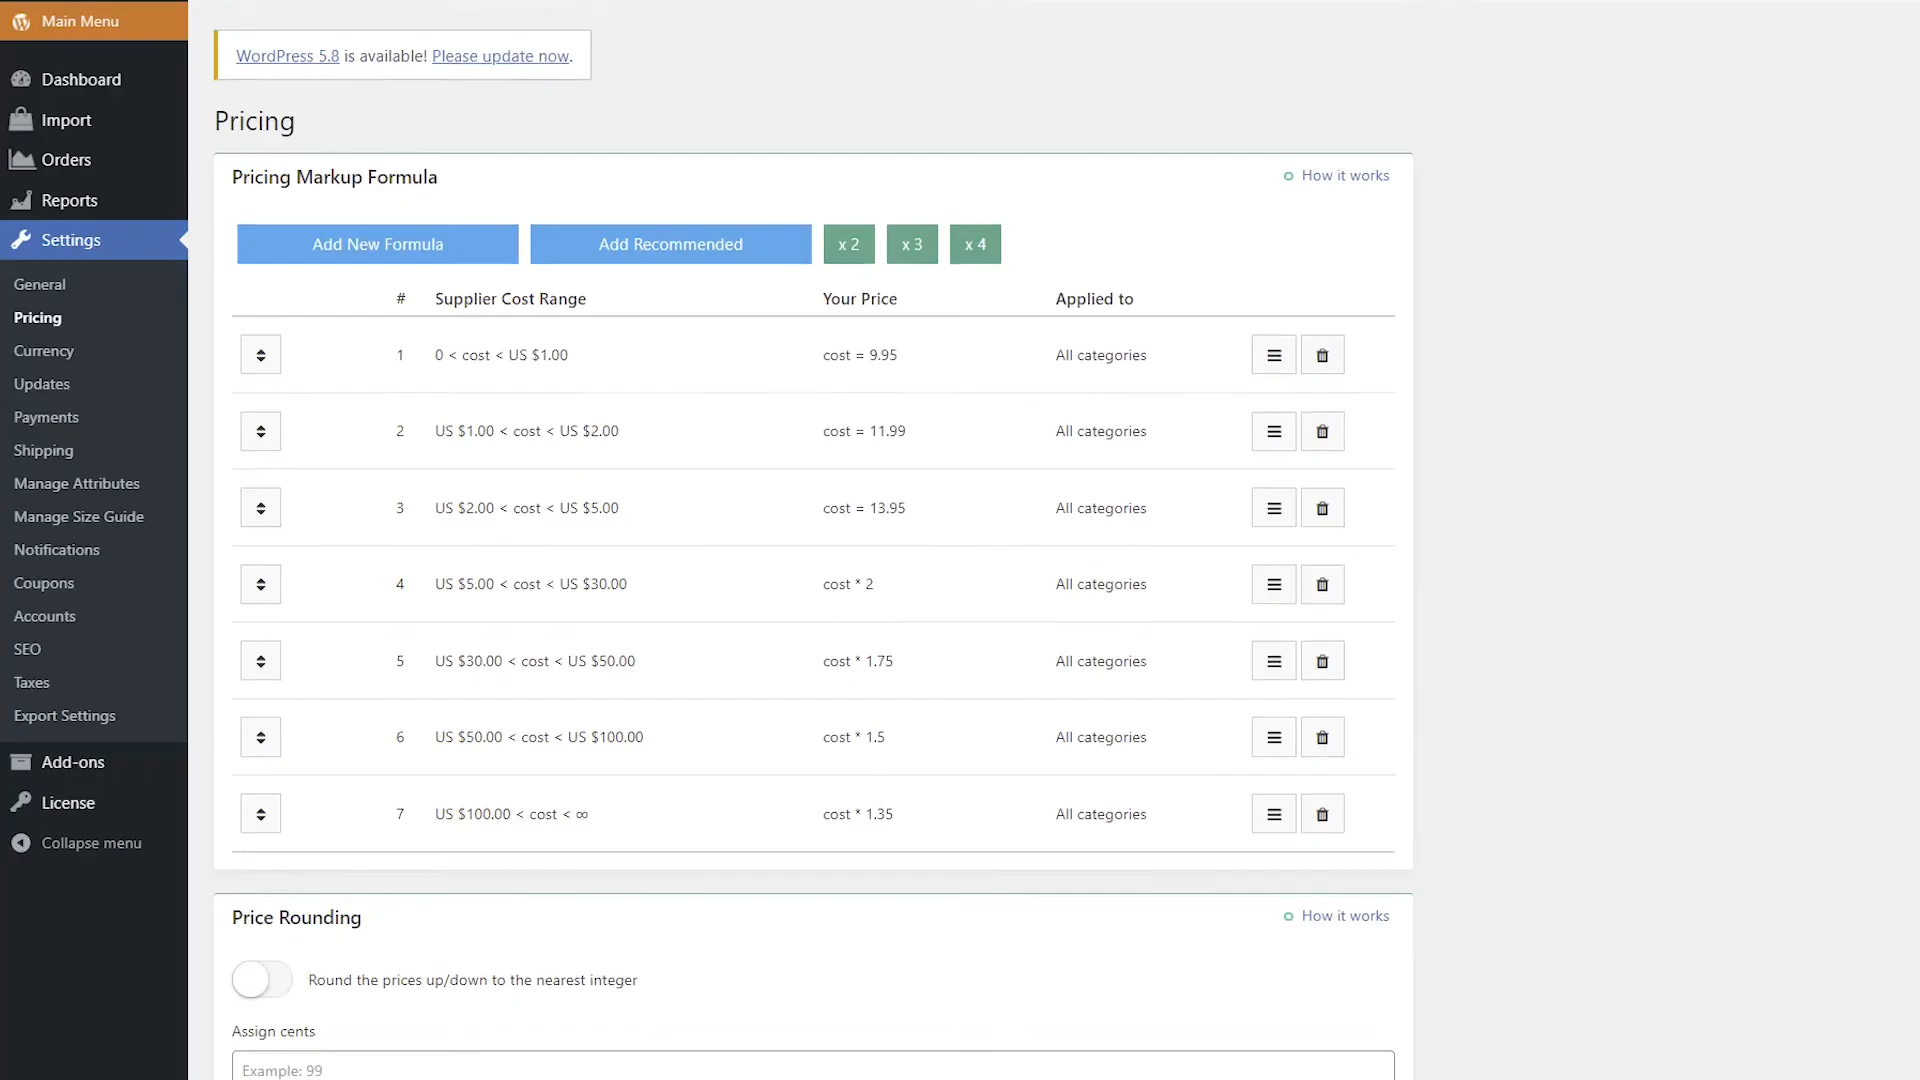 Main Menu
Dashboard
Import
Orders
Reports
Settings
General
Pricing
Currency
Updates
Payments
Shipping
Manage Attributes
Manage Size Guide
Notifications
Coupons
Accounts
SEO
Taxes
Export Settings
Add-ons
License
Collapse menu
WordPress 5.8 is available! Please update now.
Pricing
Pricing Markup Formula
How it works
Add New Formula Add Recommended x 2 x 3 x 4
# Supplier Cost Range Your Price Applied to
1 0 < cost < US $1.00 cost = 9.95 All categories
2 US $1.00 < cost < US $2.00 cost = 11.99 All categories
3 US $2.00 < cost < US $5.00 cost = 13.95 All categories
4 US $5.00 < cost < US $30.00 cost * 2 All categories
5 US $30.00 < cost < US $50.00 cost * 1.75 All categories
6 US $50.00 < cost < US $100.00 cost * 1.5 All categories
7 US $100.00 < cost < ∞ cost * 1.35 All categories
Price Rounding
How it works
Round the prices up/down to the nearest integer
Assign cents
Example: 99